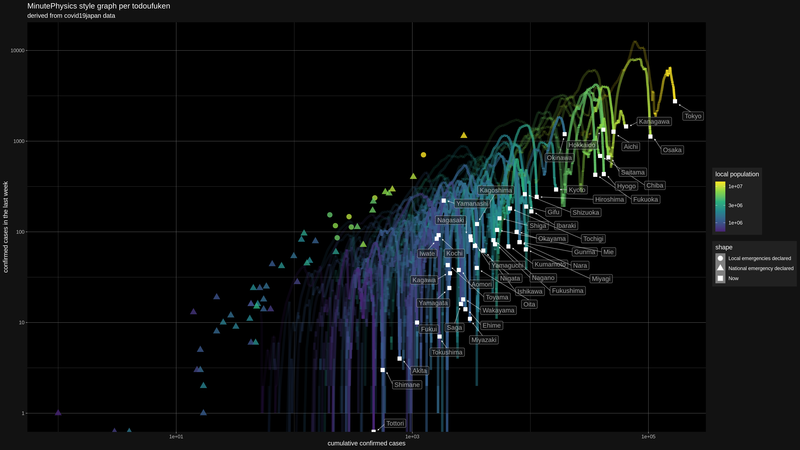 MinutePhysics style graph per todoufuken
derived from covid19japan data
confirmed cases in the last week
10000
1000
100
10
1
1e+01
1e+03
1e+05
cumulative confirmed cases
Tokyo
Kanagawa
Osaka
Aichi
Hokkaido
Okinawa
Saitama
Chiba
Hyogo
Fukuoka
Kyoto
Hiroshima
Kagoshima
Yamanashi
Shizuoka
Gifu
Nagasaki
Shiga
Ibaraki
Okayama
Tochigi
Iwate
Kochi
Gunma
Mie
Yamaguchi
Kumamoto
Nara
Kagawa
Aomori
Niigata
Nagano
Miyagi
Ishikawa
Fukushima
Toyama
Oita
Yamagata
Wakayama
Fukui
Saga
Ehime
Miyazaki
Tokushima
Akita
Shimane
Tottori
local population
1e+07
3e+06
1e+06
shape
Local emergencies declared
National emergency declared
Now